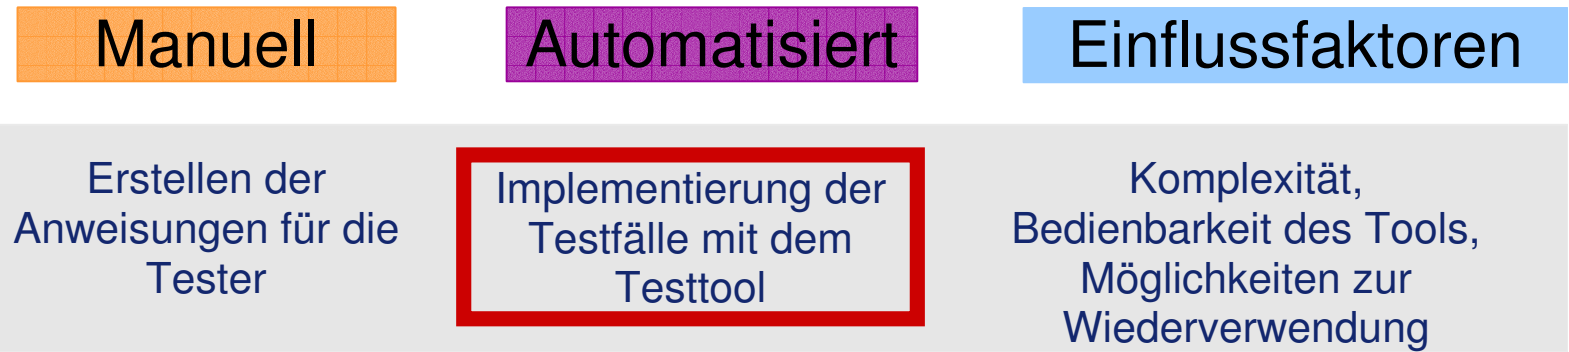 Manuell
Automatisiert
Einflussfaktoren
Erstellen der
Anweisungen für die
Tester
Implementierung der
Testfälle mit dem
Testtool
Komplexität,
Bedienbarkeit des Tools,
Möglichkeiten zur
Wiederverwendung